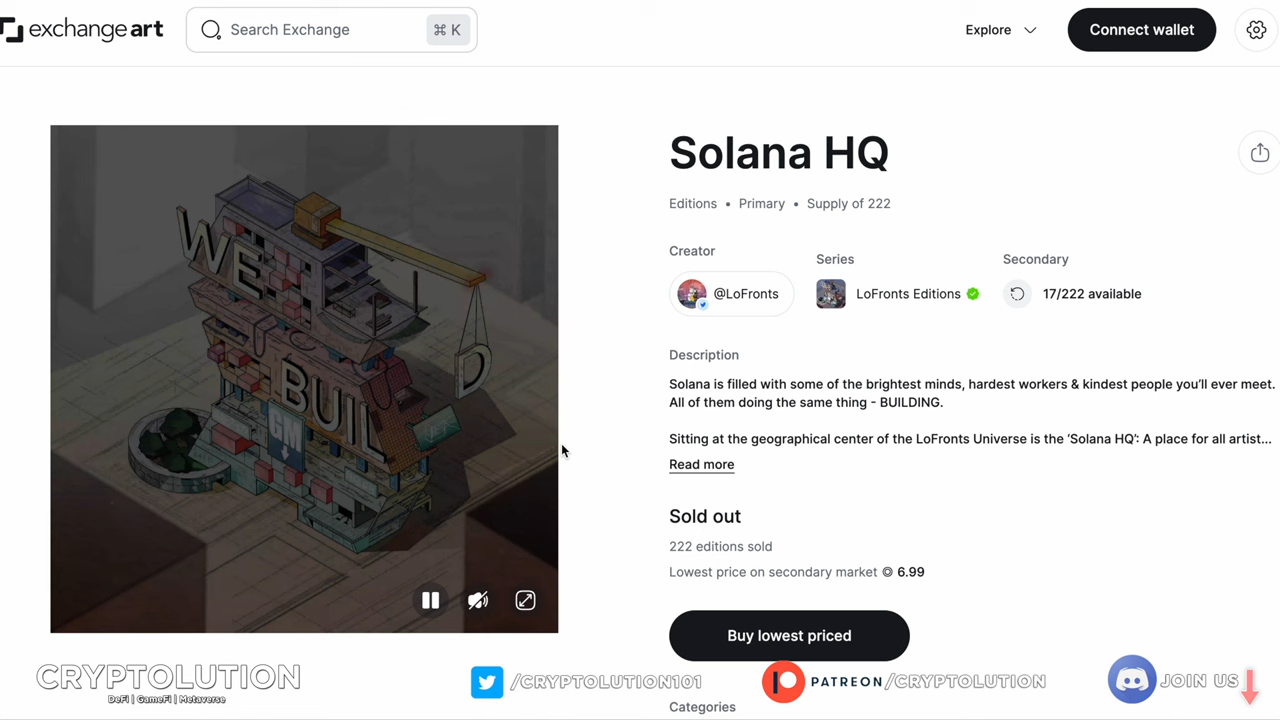 exchange art
Search Exchange
⌘ K
Explore
Connect wallet
WE
BUIL
D
GM
Solana HQ
Editions • Primary • Supply of 222
Creator
@LoFronts
Series
LoFronts Editions
Secondary
17/222 available
Description
Solana is filled with some of the brightest minds, hardest workers & kindest people you'll ever meet.
All of them doing the same thing - BUILDING.
Sitting at the geographical center of the LoFronts Universe is the 'Solana HQ': A place for all artist...
Read more
Sold out
222 editions sold
Lowest price on secondary market 6.99
Buy lowest priced
Categories
CRYPTOLUTION
DeFi | GameFi | Metaverse
/CRYPTOLUTION101
PATREON/CRYPTOLUTION
JOIN US